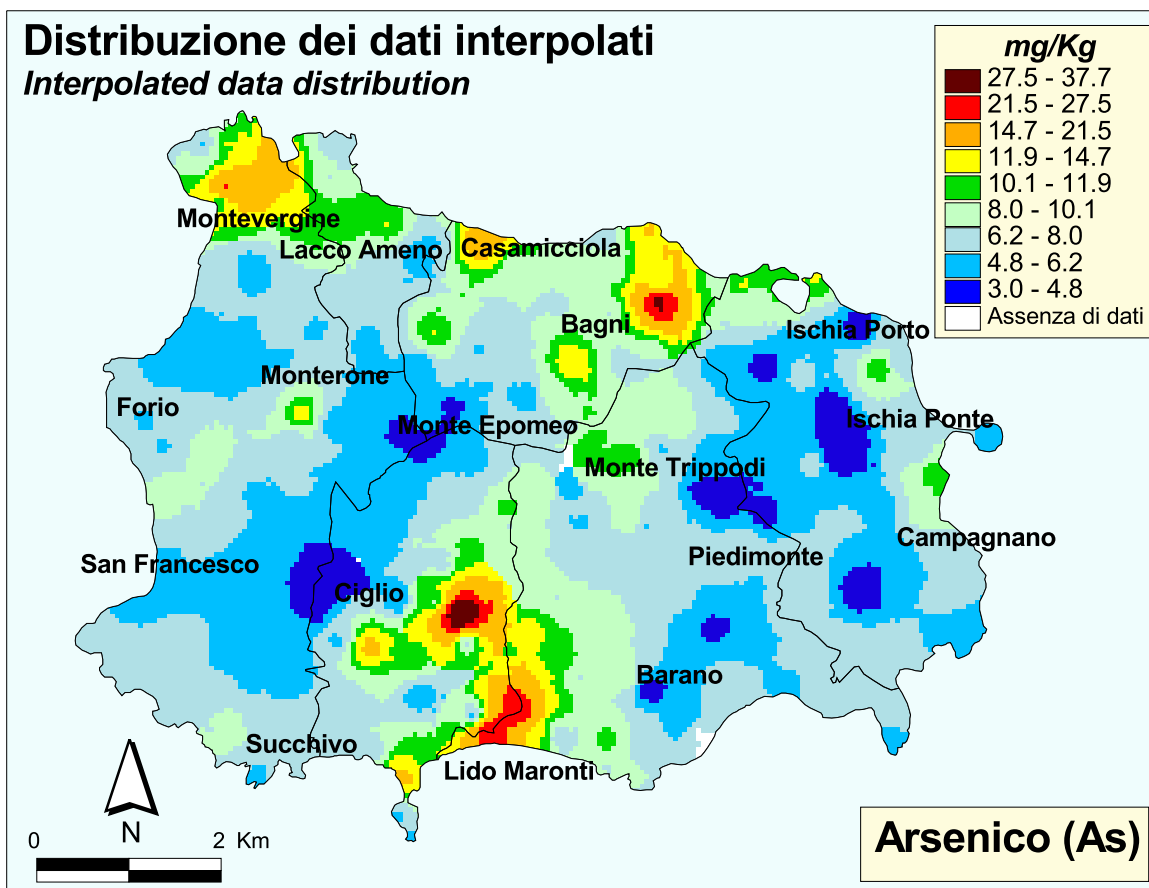 Distribuzione dei dati interpolati
Interpolated data distribution
mg/Kg
27.5 - 37.7
21.5 - 27.5
14.7 - 21.5
11.9 - 14.7
10.1 - 11.9
8.0 - 10.1
6.2 - 8.0
4.8 - 6.2
3.0 - 4.8
Assenza di dati
Montevergine
Lacco Ameno
Casamicciola
Bagni
Ischia Porto
Monterone
Forio
Monte Epomeo
Ischia Ponte
Monte Trippodi
San Francesco
Ciglio
Piedimonte
Campagnano
Barano
Succhivo
Lido Maronti
N
0 2 Km
Arsenico (As)